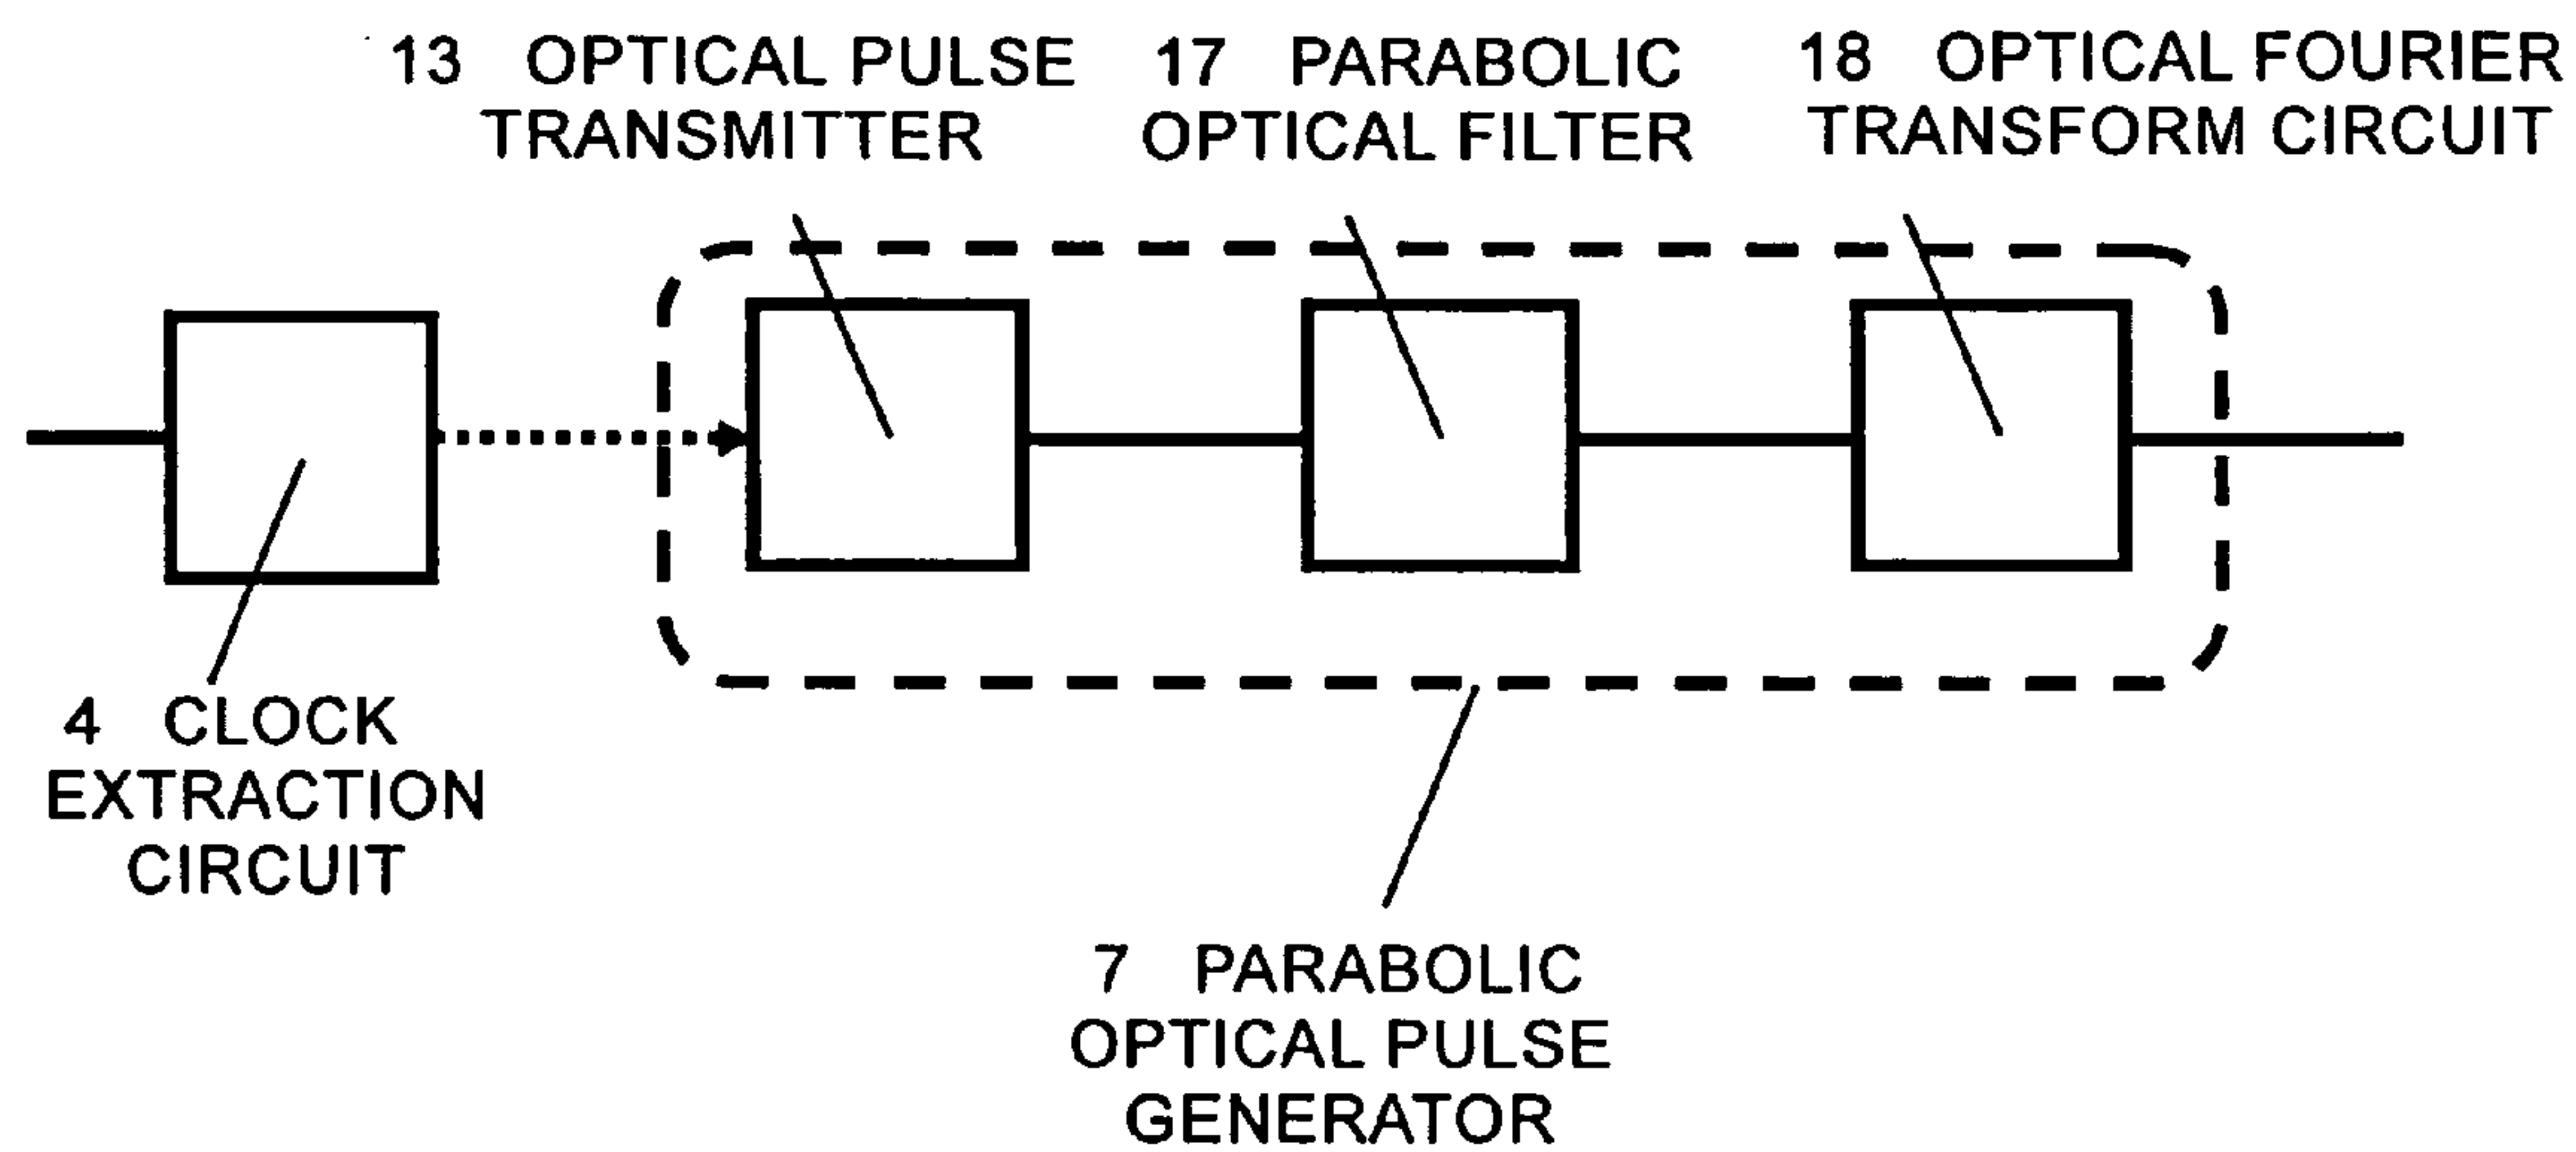 13 OPTICAL PULSE
TRANSMITTER
17 PARABOLIC
OPTICAL FILTER
18 OPTICAL FOURIER
TRANSFORM CIRCUIT
4 CLOCK
EXTRACTION
CIRCUIT
7 PARABOLIC
OPTICAL PULSE
GENERATOR